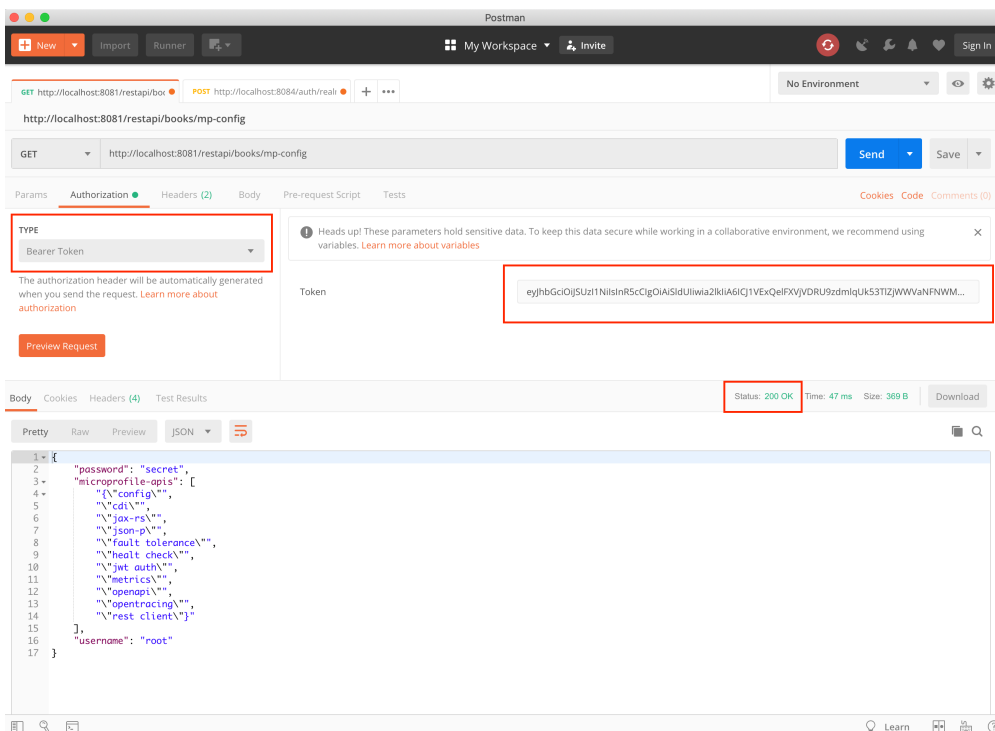 Postman
New Import Runner My Workspace Invite Sign In
GET http://localhost:8081/restapi/boo POST http://localhost:8084/auth/reali No Environment
http://localhost:8081/restapi/books/mp-config
GET http://localhost:8081/restapi/books/mp-config Send Save
Params Authorization Headers (2) Body Pre-request Script Tests Cookies Code Comments (0)
TYPE
Bearer Token
The authorization header will be automatically generated
when you send the request. Learn more about
authorization
Preview Request
Heads up! These parameters hold sensitive data. To keep this data secure while working in a collaborative environment, we recommend using
variables. Learn more about variables
Token
Body Cookies Headers (4) Test Results Status: 200 OK Time: 47 ms Size: 369 B Download
Pretty Raw Preview JSON
1 {
2 "password": "secret",
3 "microprofile-apis": [
4 "{\"config\"",
5 "\"cdi\"",
6 "\"jax-rs\"",
7 "\"json-p\"",
8 "\"fault tolerance\"",
9 "\"healt check\"",
10 "\"jwt auth\"",
11 "\"metrics\"",
12 "\"openapi\"",
13 "\"opentracing\"",
14 "\"rest client\"}"
15 ],
16 "username": "root"
17 }
Learn